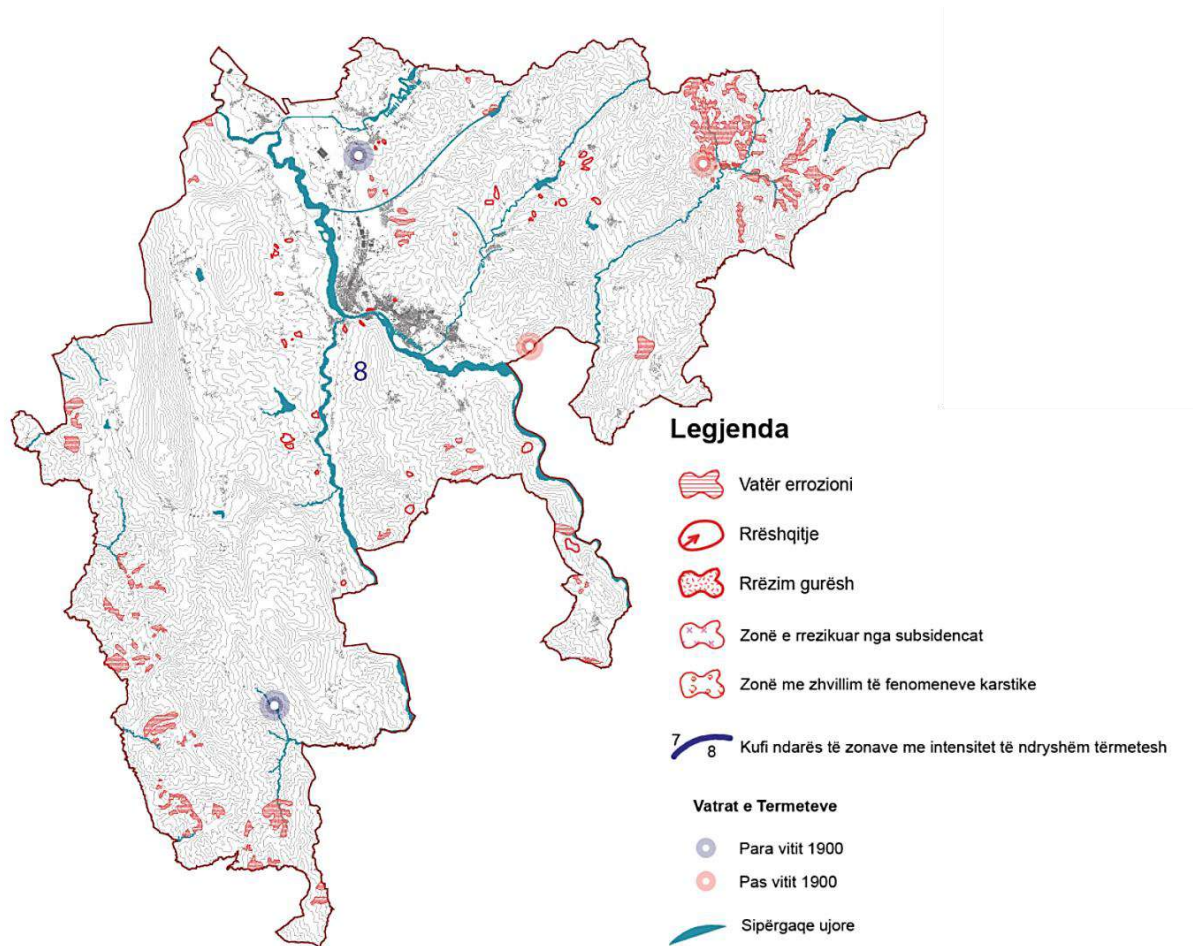 8
Legjenda
Vatër errozioni
Rrëshqitje
Rrëzim gurësh
Zonë e rrezikuar nga subsidencat
Zonë me zhvillim të fenomeneve karstike
7
8
Kufi ndarës të zonave me intensitet të ndryshëm tërmetesh
Vatrat e Termeteve
Para vitit 1900
Pas vitit 1900
Sipërgaqe ujore